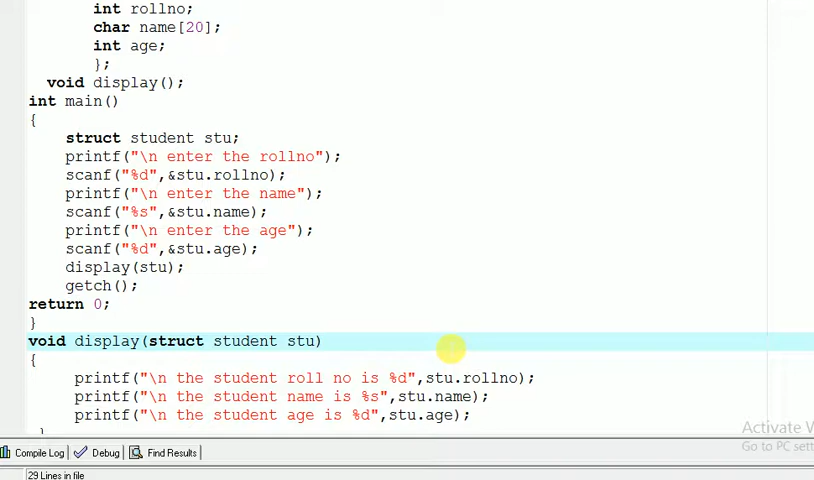 int rollno;
char name[20];
int age;
};
void display();
int main()
{
struct student stu;
printf("\n enter the rollno");
scanf("%d",&stu.rollno);
printf("\n enter the name");
scanf("%s",&stu.name);
printf("\n enter the age");
scanf("%d",&stu.age);
display(stu);
getch();
return 0;
}
void display(struct student stu)
{
printf("\n the student roll no is %d",stu.rollno);
printf("\n the student name is %s",stu.name);
printf("\n the student age is %d",stu.age);
}
Activate W
Go to PC sett
Compile Log Debug Find Results
29 Lines in file